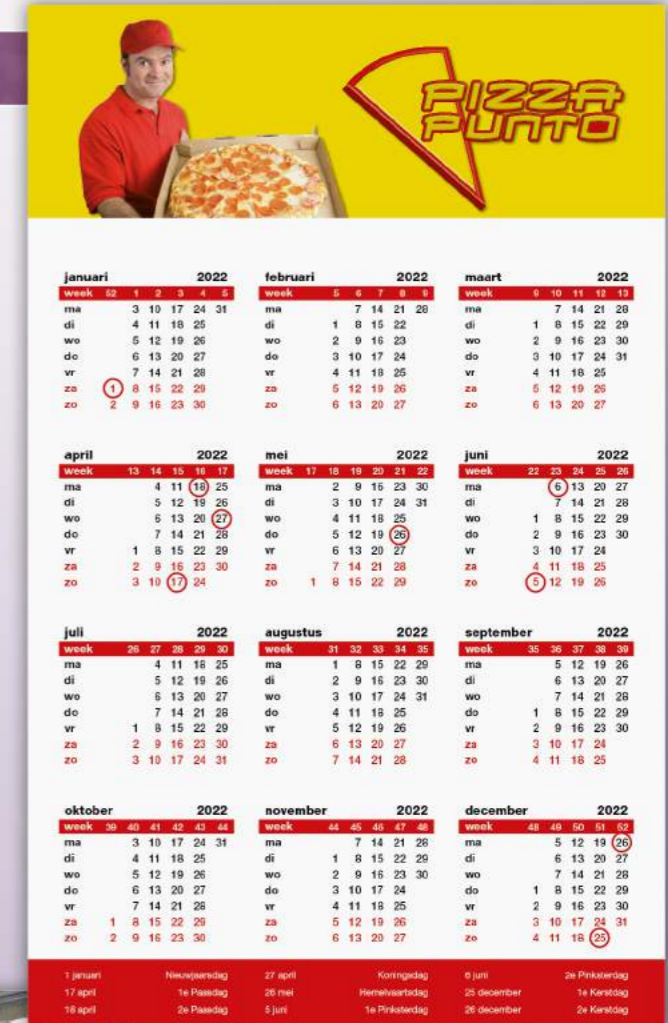 PIZZA
PUNTO
januari 2022
week 52 1 2 3 4 5
ma 3 10 17 24 31
di 4 11 18 25
wo 5 12 19 26
do 6 13 20 27
vr 7 14 21 28
za 1 8 15 22 29
zo 2 9 16 23 30
februari 2022
week 5 6 7 8 9
ma 7 14 21 28
di 1 8 15 22
wo 2 9 16 23
do 3 10 17 24
vr 4 11 18 25
za 5 12 19 26
zo 6 13 20 27
maart 2022
week 9 10 11 12 13
ma 7 14 21 28
di 1 8 15 22 29
wo 2 9 16 23 30
do 3 10 17 24 31
vr 4 11 18 25
za 5 12 19 26
zo 6 13 20 27
april 2022
week 13 14 15 16 17
ma 4 11 18 25
di 5 12 19 26
wo 6 13 20 27
do 7 14 21 28
vr 1 8 15 22 29
za 2 9 16 23 30
zo 3 10 17 24
mei 2022
week 17 18 19 20 21 22
ma 2 9 16 23 30
di 3 10 17 24 31
wo 4 11 18 25
do 5 12 19 26
vr 6 13 20 27
za 7 14 21 28
zo 1 8 15 22 29
juni 2022
week 22 23 24 25 26
ma 6 13 20 27
di 7 14 21 28
wo 1 8 15 22 29
do 2 9 16 23 30
vr 3 10 17 24
za 4 11 18 25
zo 5 12 19 26
juli 2022
week 26 27 28 29 30
ma 4 11 18 25
di 5 12 19 26
wo 6 13 20 27
do 7 14 21 28
vr 1 8 15 22 29
za 2 9 16 23 30
zo 3 10 17 24 31
augustus 2022
week 31 32 33 34 35
ma 1 8 15 22 29
di 2 9 16 23 30
wo 3 10 17 24 31
do 4 11 18 25
vr 5 12 19 26
za 6 13 20 27
zo 7 14 21 28
september 2022
week 35 36 37 38 39
ma 5 12 19 26
di 6 13 20 27
wo 7 14 21 28
do 1 8 15 22 29
vr 2 9 16 23 30
za 3 10 17 24
zo 4 11 18 25
oktober 2022
week 39 40 41 42 43 44
ma 3 10 17 24 31
di 4 11 18 25
wo 5 12 19 26
do 6 13 20 27
vr 7 14 21 28
za 1 8 15 22 29
zo 2 9 16 23 30
november 2022
week 44 45 46 47 48
ma 7 14 21 28
di 1 8 15 22 29
wo 2 9 16 23 30
do 3 10 17 24
vr 4 11 18 25
za 5 12 19 26
zo 6 13 20 27
december 2022
week 48 49 50 51 52
ma 5 12 19 26
di 6 13 20 27
wo 7 14 21 28
do 1 8 15 22 29
vr 2 9 16 23 30
za 3 10 17 24 31
zo 4 11 18 25
1 januari Nieuwjaarsdag
17 april 1e Paasdag
18 april 2e Paasdag
27 april Koningsdag
26 mei Hemelvaartsdag
5 juni 1e Pinksterdag
6 juni 2e Pinksterdag
25 december 1e Kerstdag
26 december 2e Kerstdag